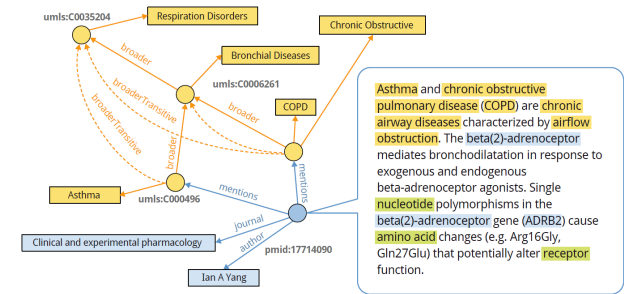 umls:C0035204
Respiration Disorders
Chronic Obstructive
broader
Bronchial Diseases
umls:C0006261
broaderTransitive
COPD
broader
broaderTransitive
broader
Asthma
umls:C000496
mentions
mentions
journal
Clinical and experimental pharmacology
author
pmid:17714090
Ian A Yang
Asthma and chronic obstructive
pulmonary disease (COPD) are chronic
airway diseases characterized by airflow
obstruction. The beta(2)-adrenoceptor
mediates bronchodilatation in response to
exogenous and endogenous
beta-adrenoceptor agonists. Single
nucleotide polymorphisms in the
beta(2)-adrenoceptor gene (ADRB2) cause
amino acid changes (e.g. Arg16Gly,
Gln27Glu) that potentially alter receptor
function.